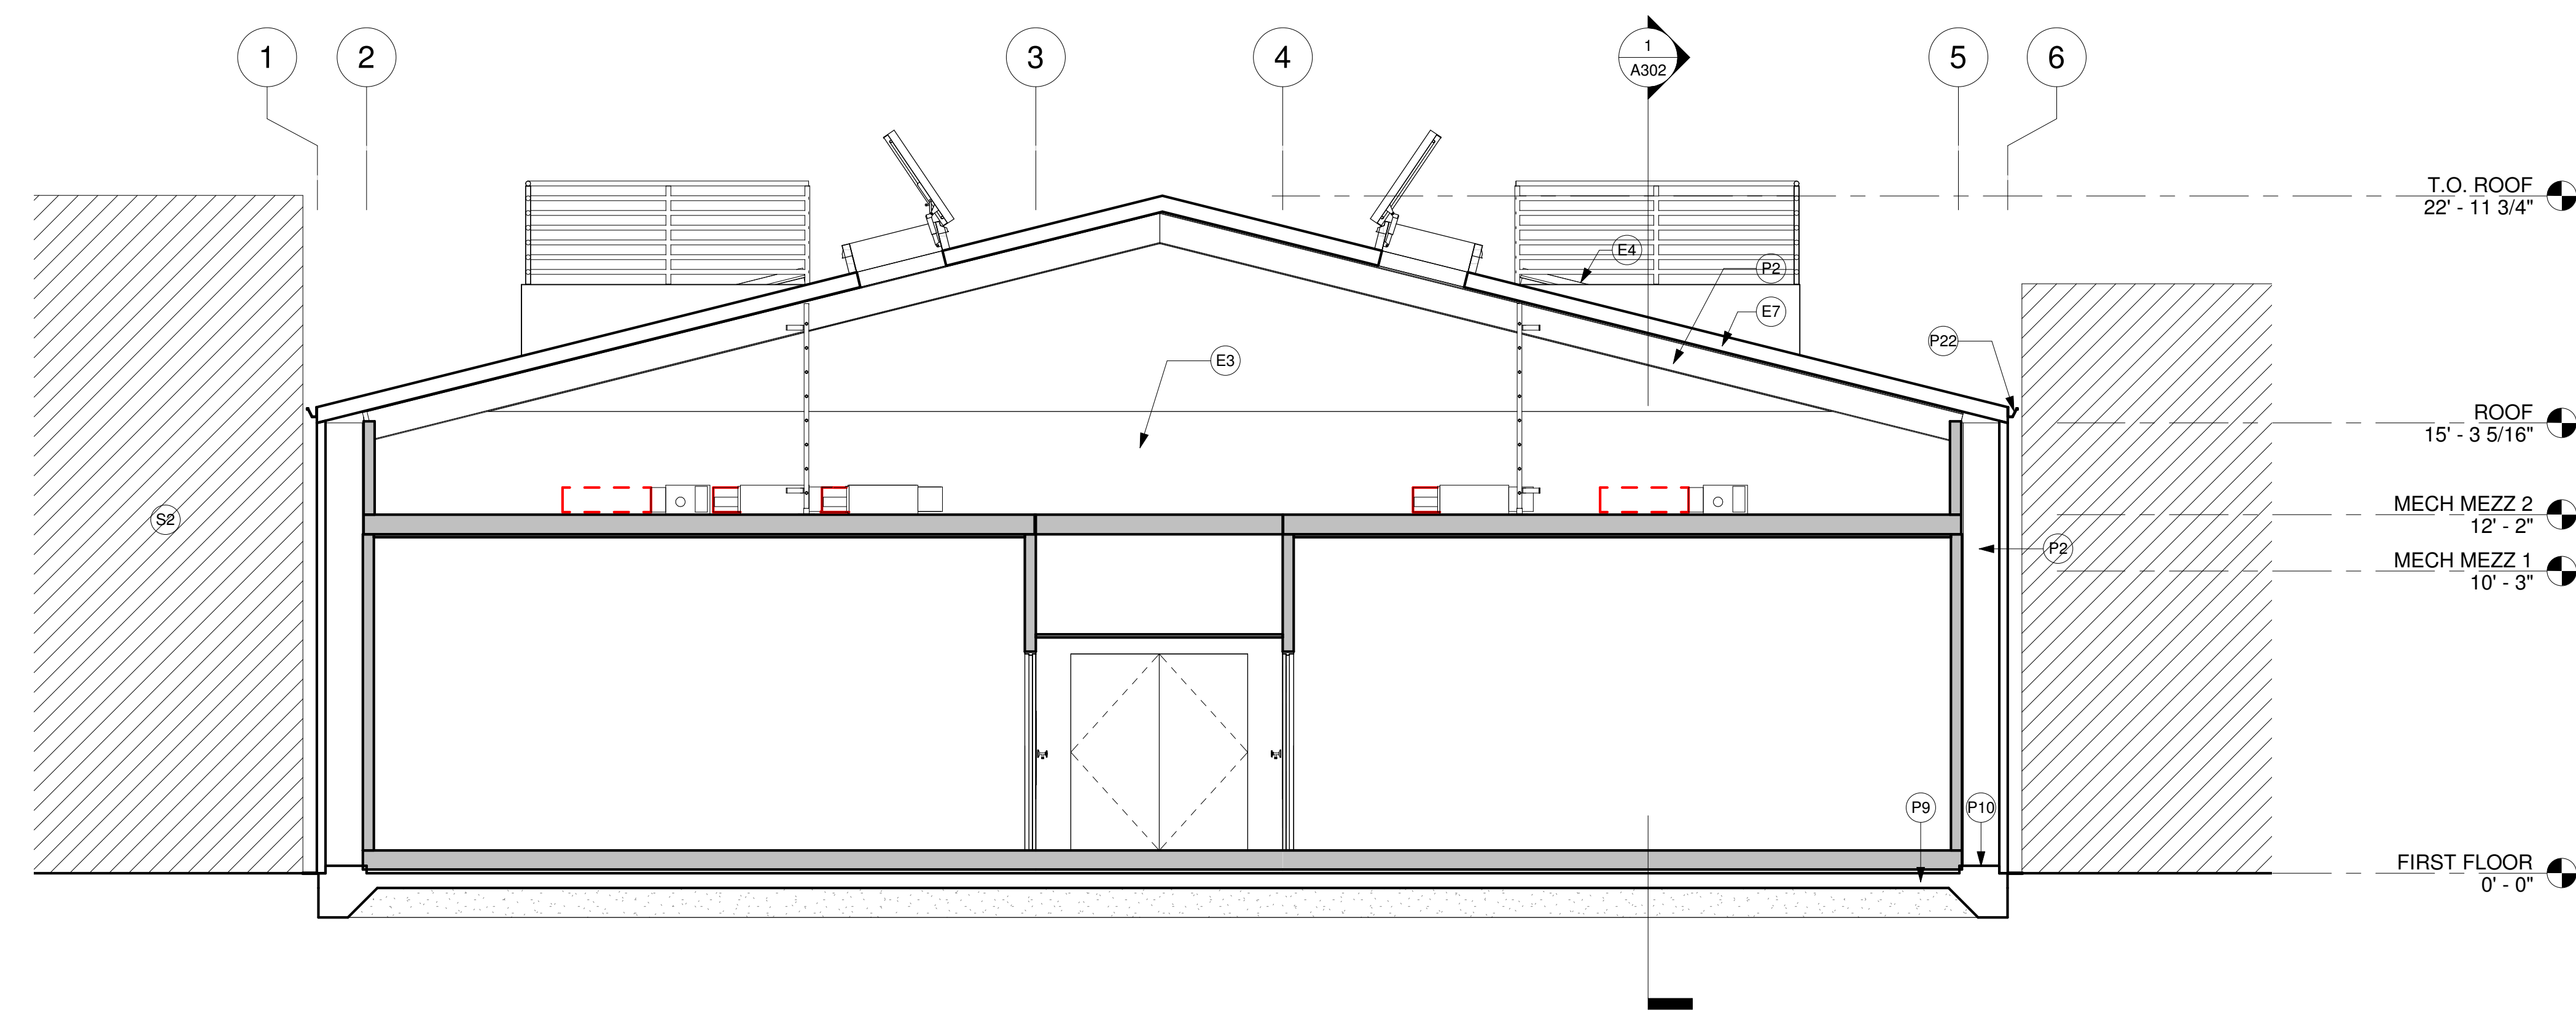 1
2
3
4
1
A302
5
6
T.O. ROOF
22' - 11 3/4"
E4
P2
E7
P22
E3
ROOF
15' - 3 5/16"
MECH MEZZ 2
12' - 2"
S2
P2
MECH MEZZ 1
10' - 3"
P9
P10
FIRST FLOOR
0' - 0"